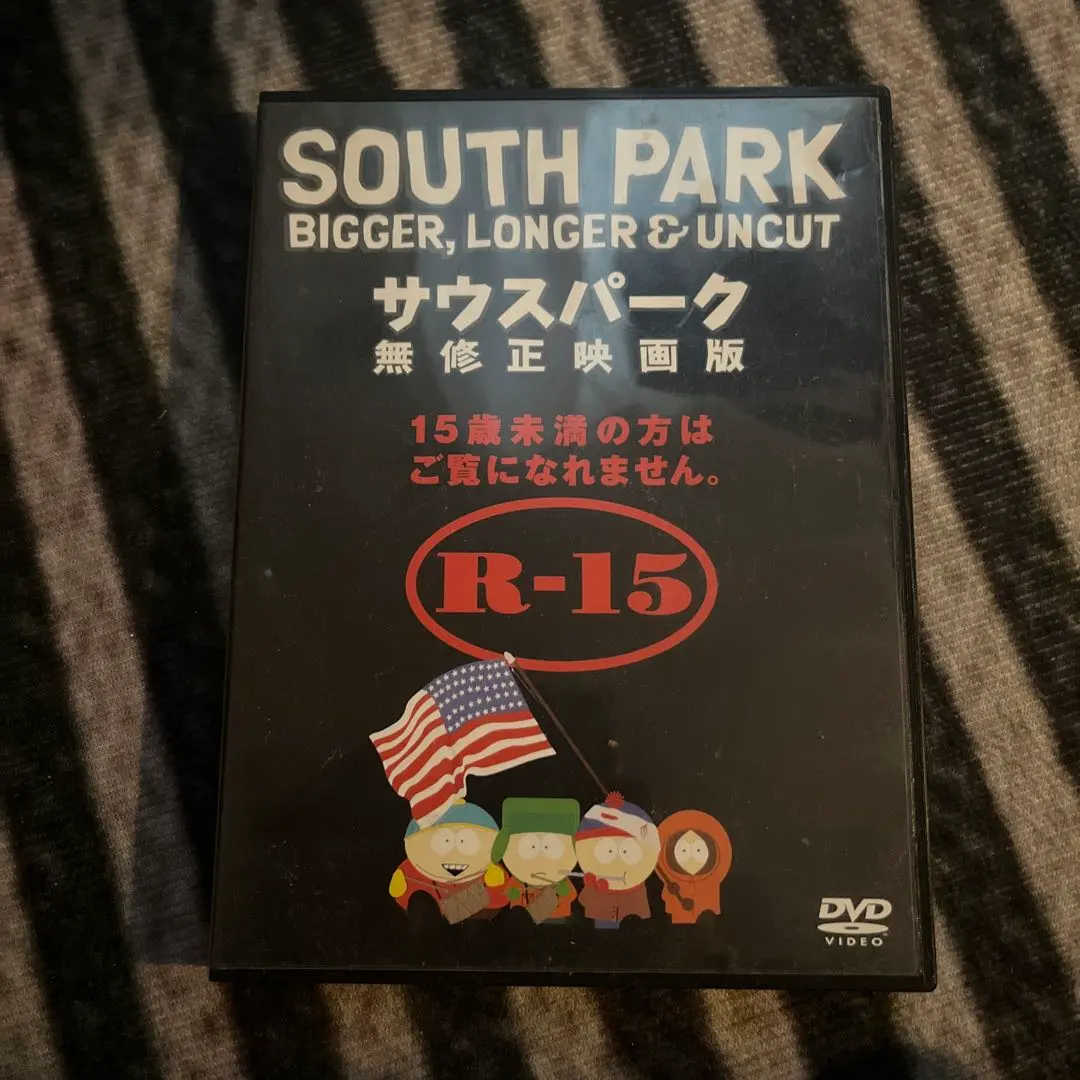 SOUTH PARK
BIGGER, LONGER & UNCUT
サウスパーク
無修正映画版
15歳未満の方は
ご覧になれません。
R-15
DVD
VIDEO